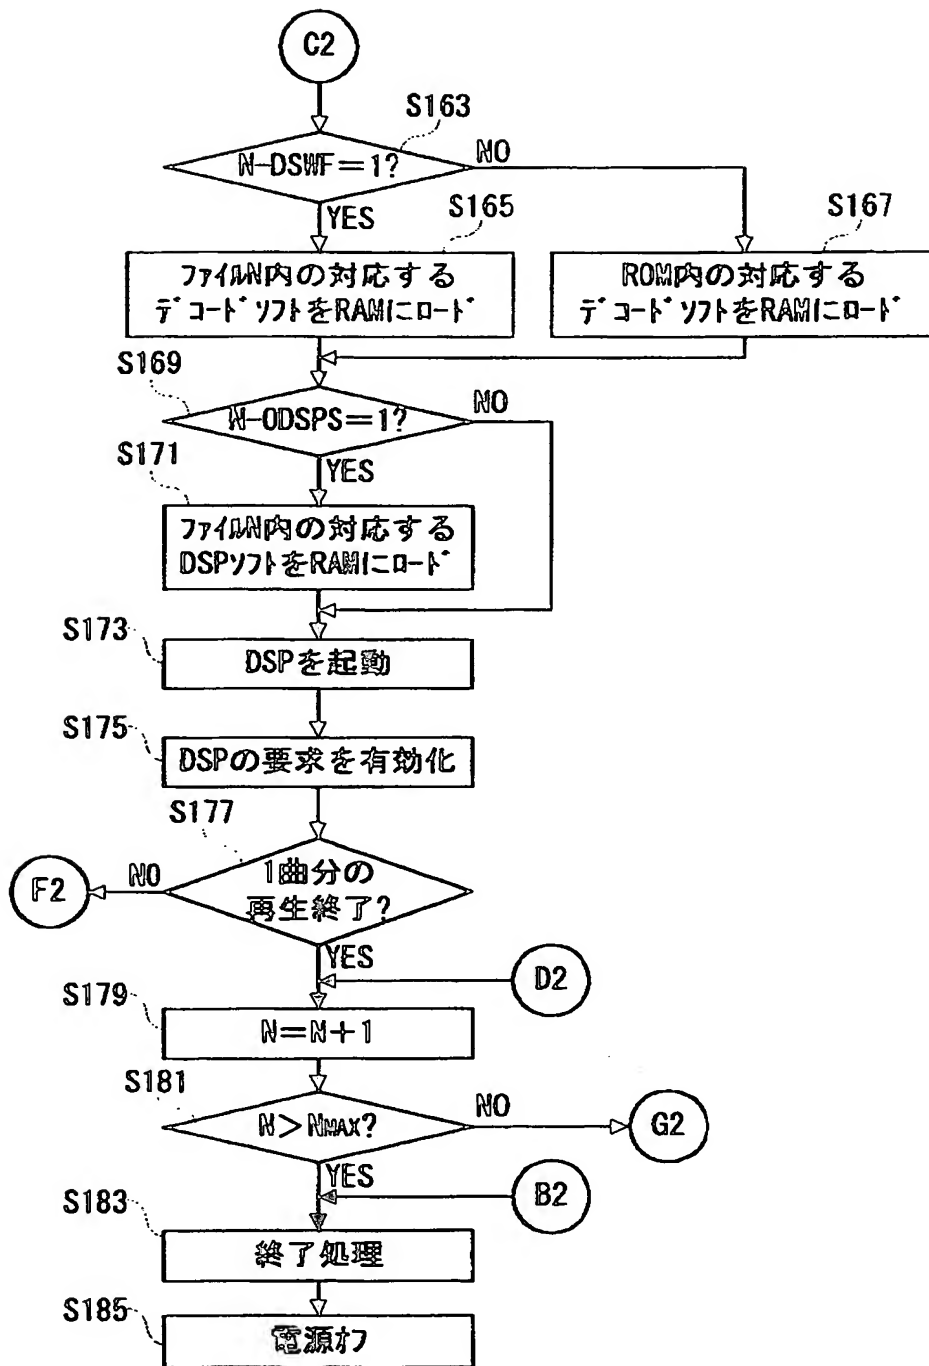 C2
S163
N-DSWF=1?
NO
YES
S165
S167
ファイルN内の対応する
デコードソフトをRAMにロード
ROM内の対応する
デコードソフトをRAMにロード
S169
N-ODSPS=1?
NO
S171
YES
ファイルN内の対応する
DSPソフトをRAMにロード
S173
DSPを起動
S175
DSPの要求を有効化
S177
1曲分の
再生終了?
NO
F2
YES
D2
S179
N=N+1
S181
N>NMAX?
NO
G2
YES
B2
S183
終了処理
S185
電源オフ